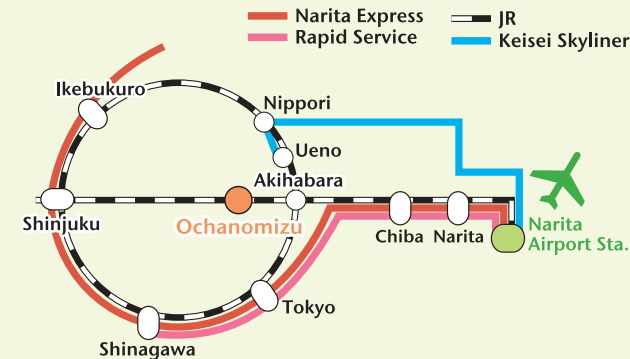 Narita Express
JR
Rapid Service
Keisei Skyliner
Ikebukuro
Nippori
Ueno
Akihabara
Shinjuku
Ochanomizu
Chiba
Narita
Narita
Airport Sta.
Tokyo
Shinagawa